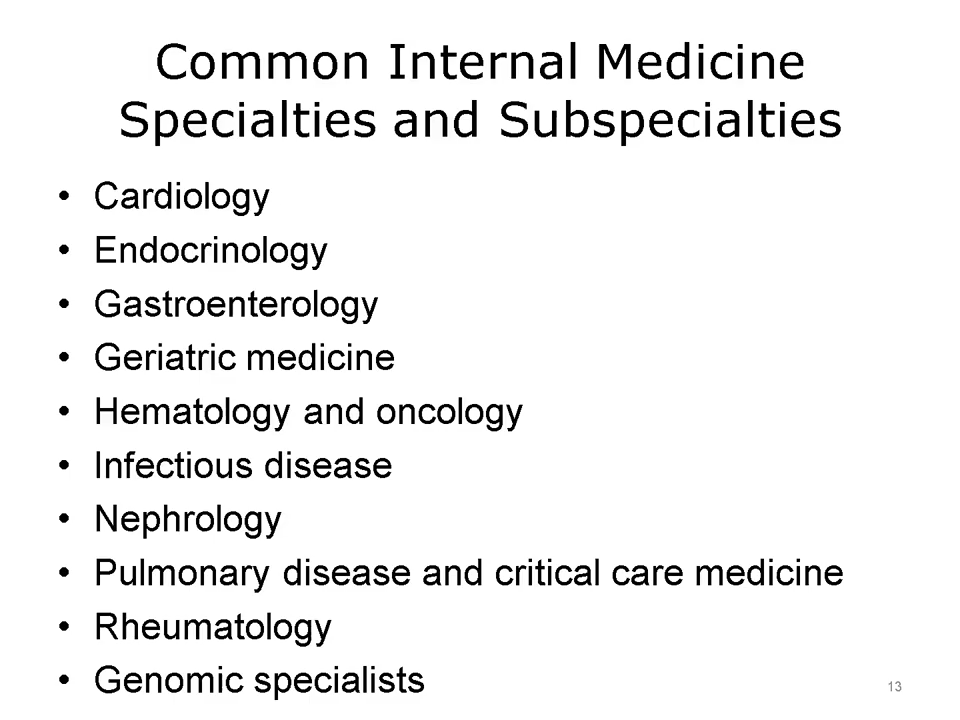 Common Internal Medicine
Specialties and Subspecialties
• Cardiology
• Endocrinology
• Gastroenterology
• Geriatric medicine
• Hematology and oncology
• Infectious disease
• Nephrology
• Pulmonary disease and critical care medicine
• Rheumatology
• Genomic specialists
13